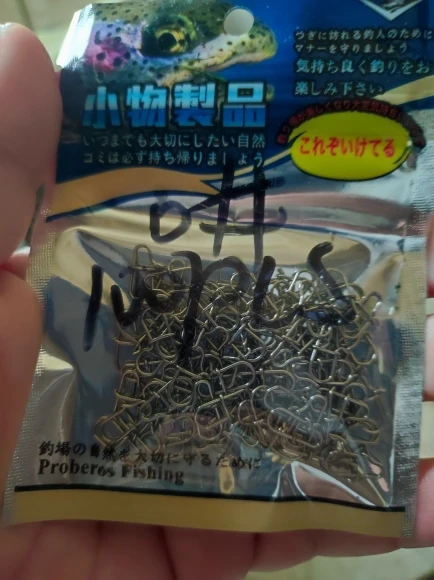 つぎに訪れる釣人のために
マナーを守りましょう
気持ち良く釣りをお
楽しみ下さい
小物製品
いつまでも大切にしたい自然
ゴミは必ず持ち帰りましょう
これぞいけてる
釣場の自然を大切に守るために
Proberos Fishing